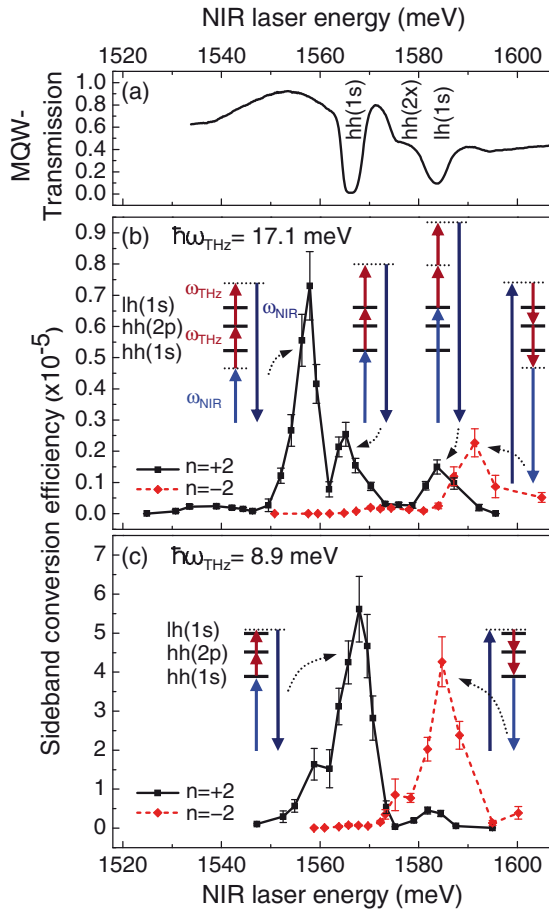 NIR laser energy (meV)
1520 1540 1560 1580 1600
MQW-
Transmission
1.0
0.8
0.6
0.4
0.2
0.0
(a)
hh(1s)
hh(2x)
lh(1s)
Sideband conversion efficiency (x10⁻⁵)
0.9
0.8
0.7
0.6
0.5
0.4
0.3
0.2
0.1
0.0
(b) ħω_THz = 17.1 meV
ω_THz
lh(1s)
hh(2p)
hh(1s)
ω_THz
ω_NIR
ω_NIR
n=+2
n=−2
7
6
5
4
3
2
1
0
(c) ħω_THz = 8.9 meV
lh(1s)
hh(2p)
hh(1s)
n=+2
n=−2
1520 1540 1560 1580 1600
NIR laser energy (meV)